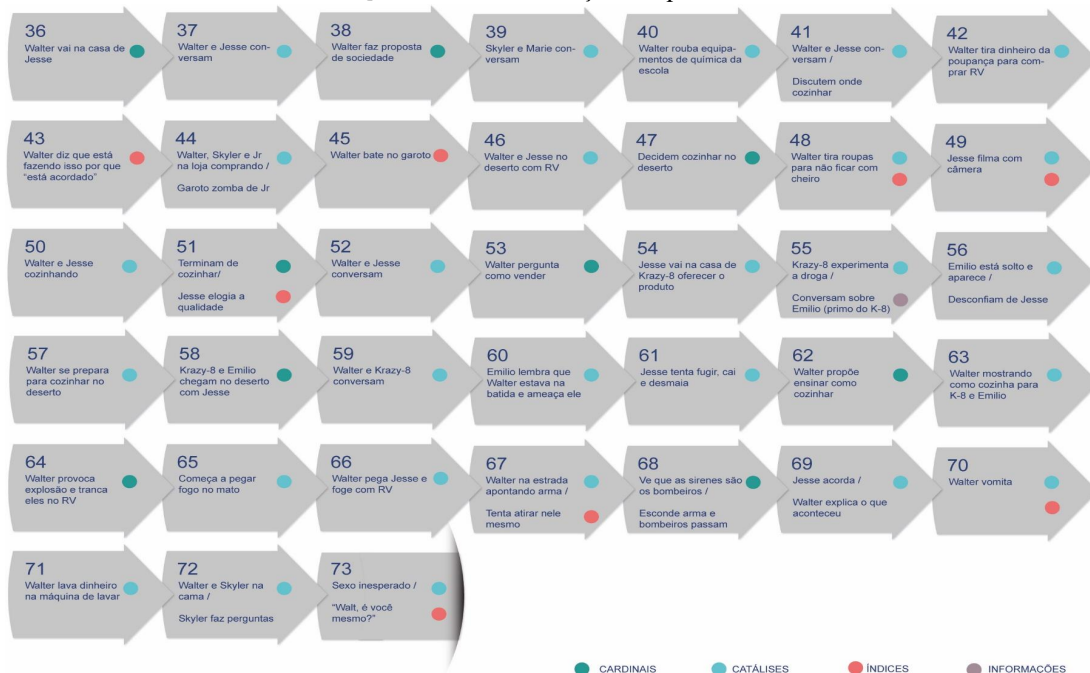 36
Walter vai na casa de
Jesse
37
Walter e Jesse con-
versam
38
Walter faz proposta
de sociedade
39
Skyler e Marie con-
versam
40
Walter rouba equipa-
mentos de química da
escola
41
Walter e Jesse con-
versam /
Discutem onde
cozinhar
42
Walter tira dinheiro da
poupança para com-
prar RV
43
Walter diz que está
fazendo isso por que
“está acordado”
44
Walter, Skyler e Jr
na loja comprando /
Garoto zomba de Jr
45
Walter bate no garoto
46
Walter e Jesse no
deserto com RV
47
Decidem cozinhar no
deserto
48
Walter tira roupas
para não ficar com
cheiro
49
Jesse filma com
câmera
50
Walter e Jesse
cozinhando
51
Terminam de
cozinhar/
Jesse elogia a
qualidade
52
Walter e Jesse
conversam
53
Walter pergunta
como vender
54
Jesse vai na casa de
Krazy-8 oferecer o
produto
55
Krazy-8 experimenta
a droga /
Conversam sobre
Emilio (primo do K-8)
56
Emilio está solto e
aparece /
Desconfiam de Jesse
57
Walter se prepara
para cozinhar no
deserto
58
Krazy-8 e Emilio
chegam no deserto
com Jesse
59
Walter e Krazy-8
conversam
60
Emilio lembra que
Walter estava na
batida e ameaça ele
61
Jesse tenta fugir, cai
e desmaia
62
Walter propõe
ensinar como
cozinhar
63
Walter mostrando
como cozinha para
K-8 e Emilio
64
Walter provoca
explosão e tranca
eles no RV
65
Começa a pegar
fogo no mato
66
Walter pega Jesse e
foge com RV
67
Walter na estrada
apontando arma /
Tenta atirar nele
mesmo
68
Ve que as sirenes são
os bombeiros /
Esconde arma e
bombeiros passam
69
Jesse acorda /
Walter explica o que
aconteceu
70
Walter vomita
71
Walter lava dinheiro
na máquina de lavar
72
Walter e Skyler na
cama /
Skyler faz perguntas
73
Sexo inesperado /
“Walt, é você
mesmo?”
CARDINAIS
CATÁLISES
ÍNDICES
INFORMAÇÕES